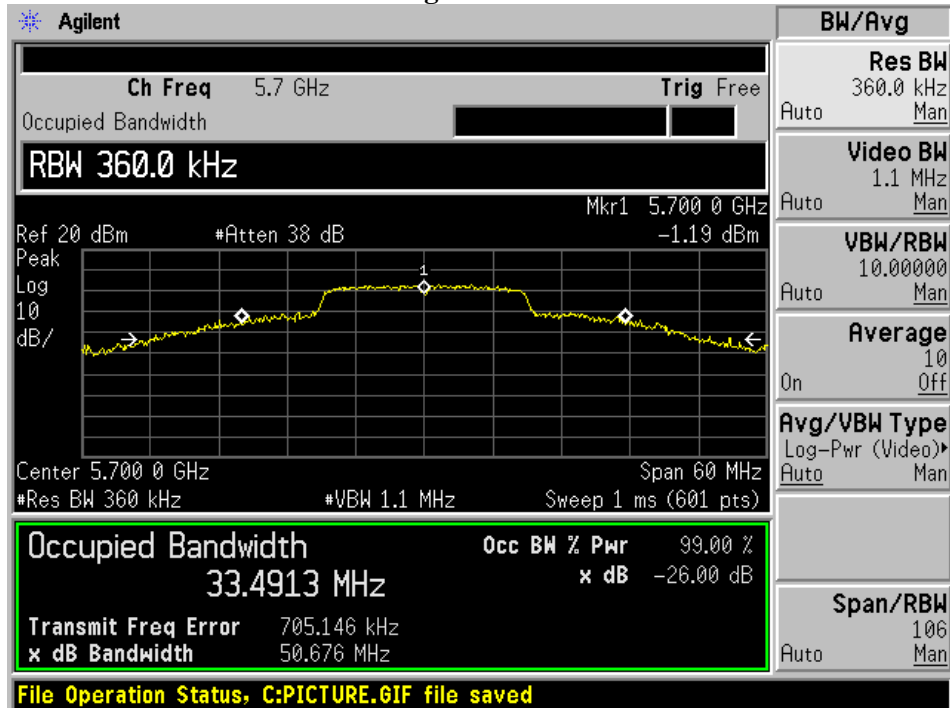 Agilent
BW/Avg
Ch Freq 5.7 GHz Trig Free
Occupied Bandwidth
RBW 360.0 kHz
Mkr1 5.700 0 GHz
Ref 20 dBm #Atten 38 dB -1.19 dBm
Peak
Log
10
dB/
1
Center 5.700 0 GHz Span 60 MHz
#Res BW 360 kHz #VBW 1.1 MHz Sweep 1 ms (601 pts)
Occupied Bandwidth Occ BW % Pwr 99.00 %
33.4913 MHz x dB -26.00 dB
Transmit Freq Error 705.146 kHz
x dB Bandwidth 50.676 MHz
File Operation Status, C:PICTURE.GIF file saved
Res BW
360.0 kHz
Auto Man
Video BW
1.1 MHz
Auto Man
VBW/RBW
10.00000
Auto Man
Average
10
On Off
Avg/VBW Type
Log-Pwr (Video)▸
Auto Man
Span/RBW
106
Auto Man